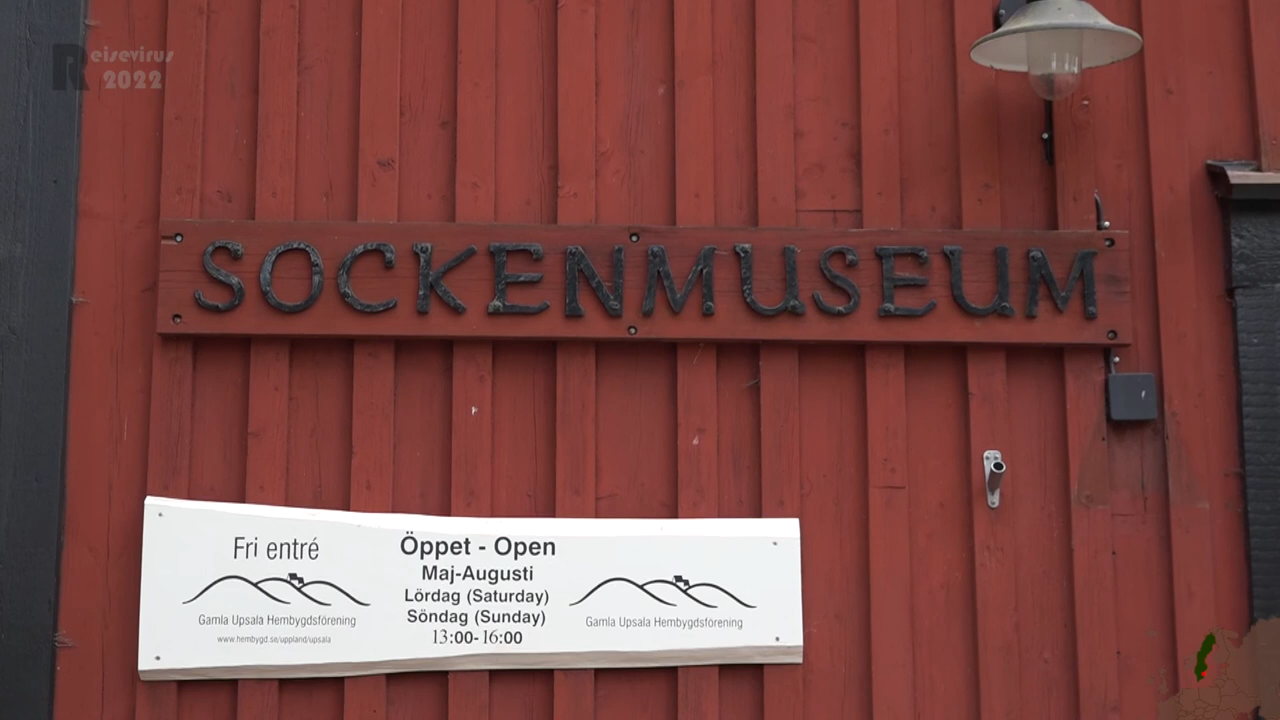 Reisevirus
2022
SOCKENMUSEUM
Fri entré
Gamla Upsala Hembygdsförening
www.hembygd.se/uppland/upsala
Öppet - Open
Maj-Augusti
Lördag (Saturday)
Söndag (Sunday)
13:00- 16:00
Gamla Upsala Hembygdsförening